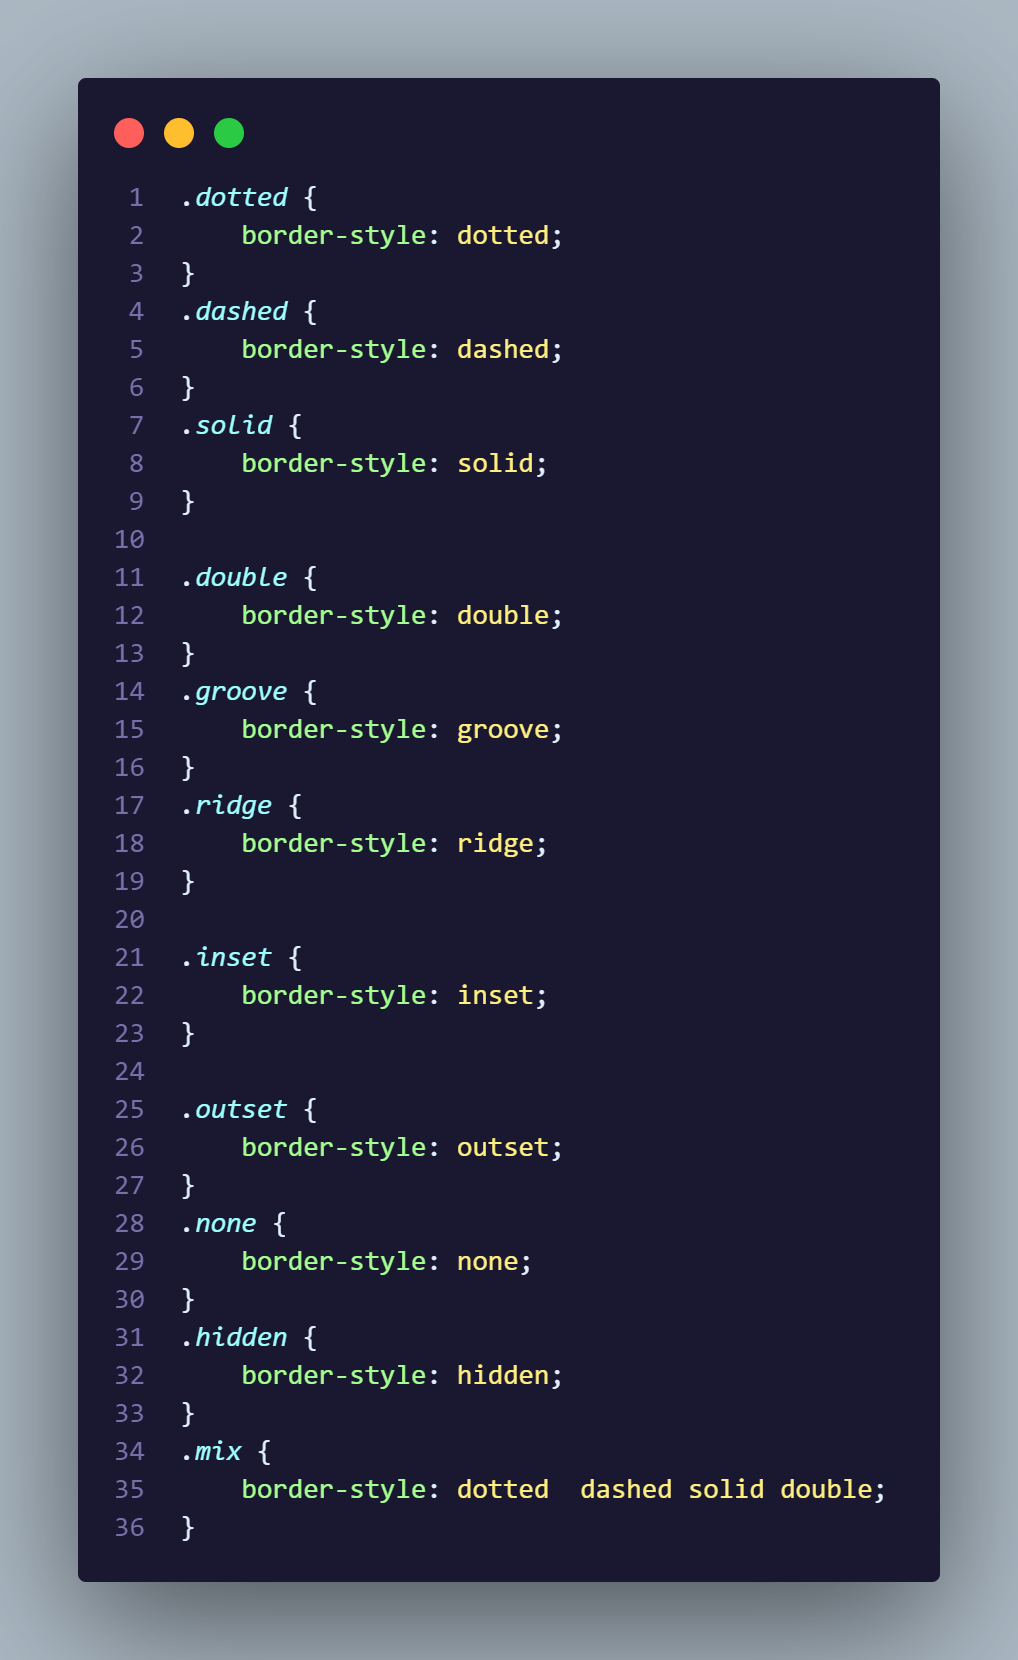 1 .dotted {
2     border-style: dotted;
3 }
4 .dashed {
5     border-style: dashed;
6 }
7 .solid {
8     border-style: solid;
9 }
10
11 .double {
12     border-style: double;
13 }
14 .groove {
15     border-style: groove;
16 }
17 .ridge {
18     border-style: ridge;
19 }
20
21 .inset {
22     border-style: inset;
23 }
24
25 .outset {
26     border-style: outset;
27 }
28 .none {
29     border-style: none;
30 }
31 .hidden {
32     border-style: hidden;
33 }
34 .mix {
35     border-style: dotted  dashed solid double;
36 }